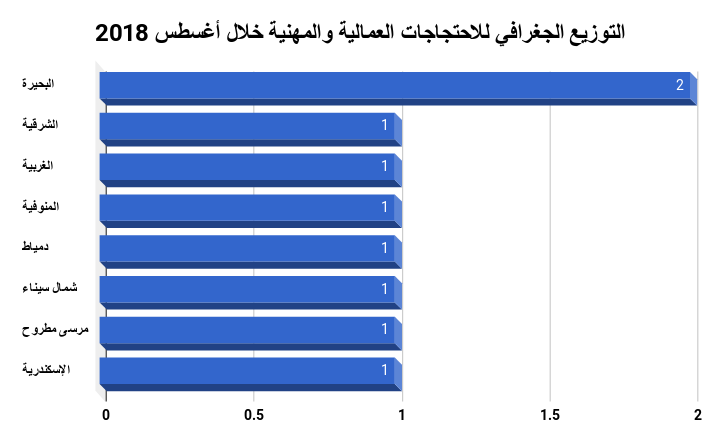 التوزيع الجغرافي للاحتجاجات العمالية والمهنية خلال أغسطس 2018
البحيرة 2
الشرقية 1
الغربية 1
المنوفية 1
دمياط 1
شمال سيناء 1
مرسى مطروح 1
الإسكندرية 1
0 0.5 1 1.5 2